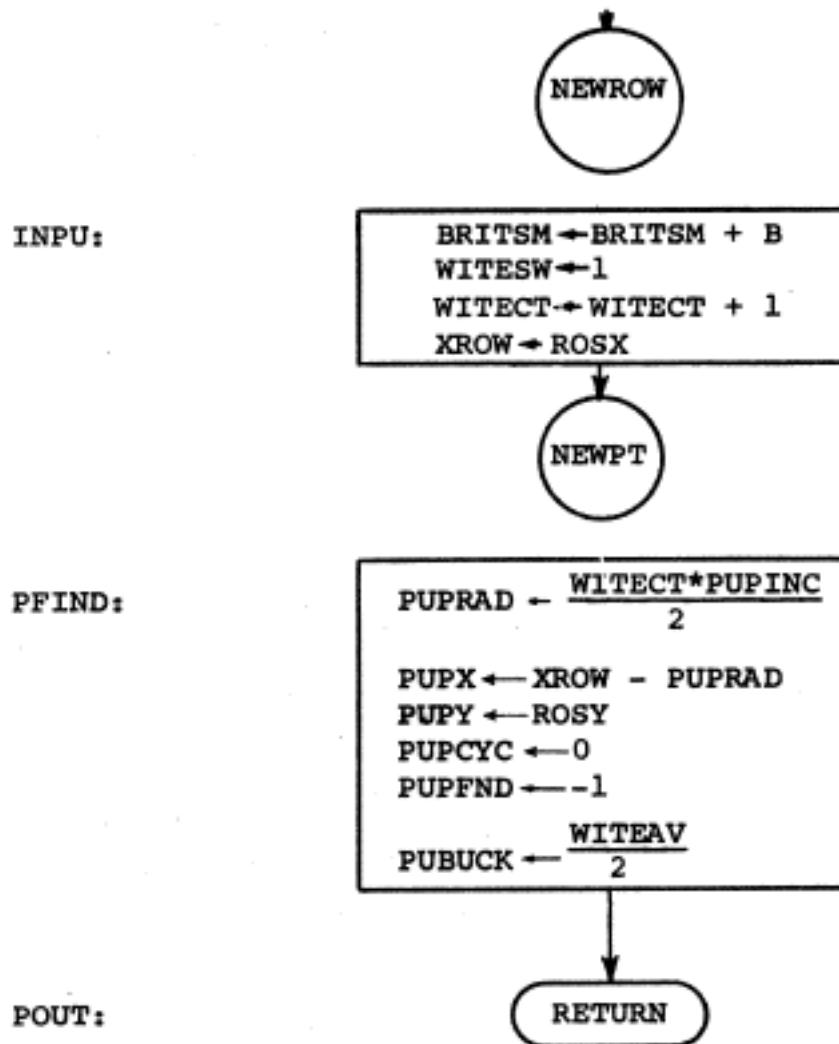 NEWROW
INPU:
BRITSM ← BRITSM + B
WITESW ← 1
WITECT ← WITECT + 1
XROW ← ROSX
NEWPT
PFIND:
PUPRAD ← WITECT*PUPINC
2
PUPX ← XROW - PUPRAD
PUPY ← ROSY
PUPCYC ← 0
PUPFND ← -1
PUBUCK ← WITEAV
2
POUT:
RETURN